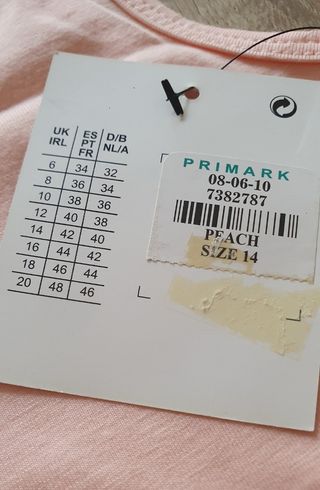 UK ES D/B
IRL PT NL/A
FR
6 34 32
8 36 34
10 38 36
12 40 38
14 42 40
16 44 42
18 46 44
20 48 46
PRIMARK
08-06-10
7382787
PEACH
SIZE 14